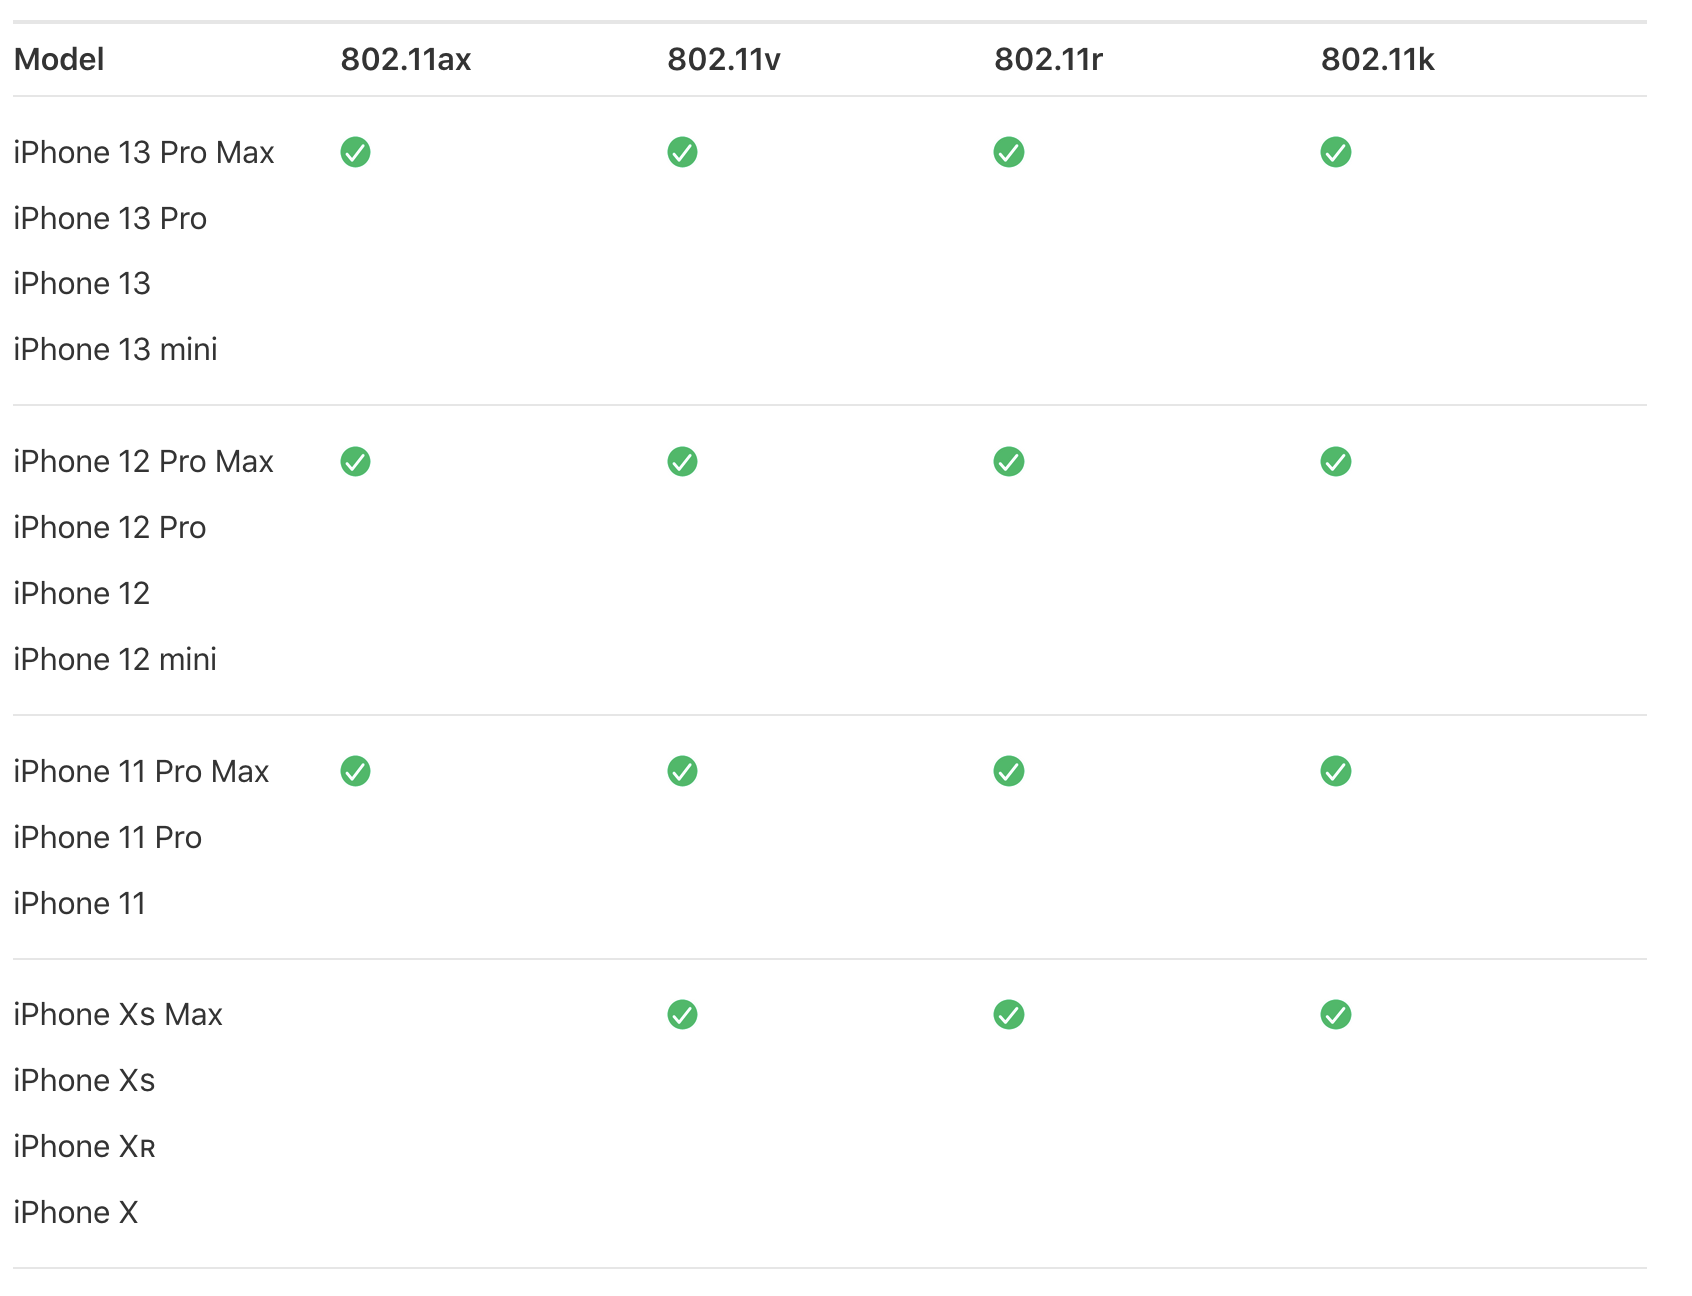 Model 802.11ax 802.11v 802.11r 802.11k
iPhone 13 Pro Max
iPhone 13 Pro
iPhone 13
iPhone 13 mini
iPhone 12 Pro Max
iPhone 12 Pro
iPhone 12
iPhone 12 mini
iPhone 11 Pro Max
iPhone 11 Pro
iPhone 11
iPhone Xs Max
iPhone Xs
iPhone XR
iPhone X